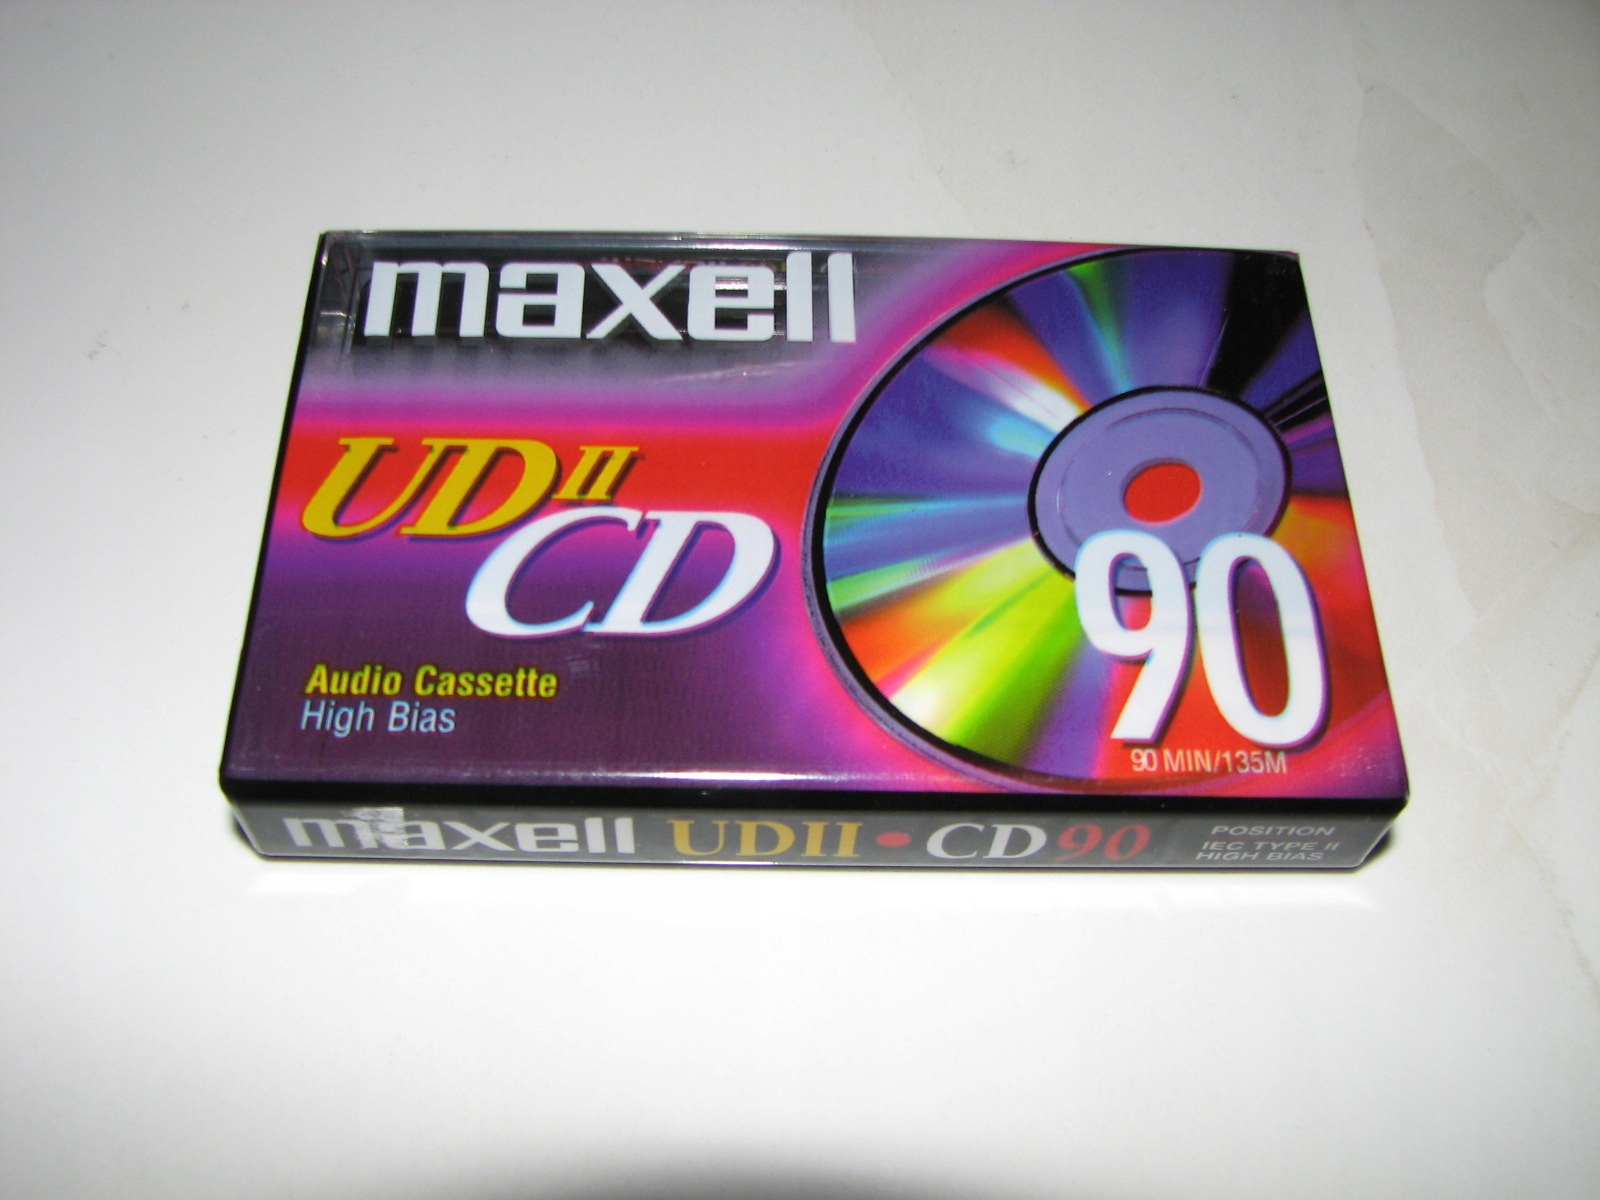 maxell
UDII
CD
90
Audio Cassette
High Bias
90 MIN/135M
maxell UDII • CD90
POSITION
IEC TYPE II
HIGH BIAS